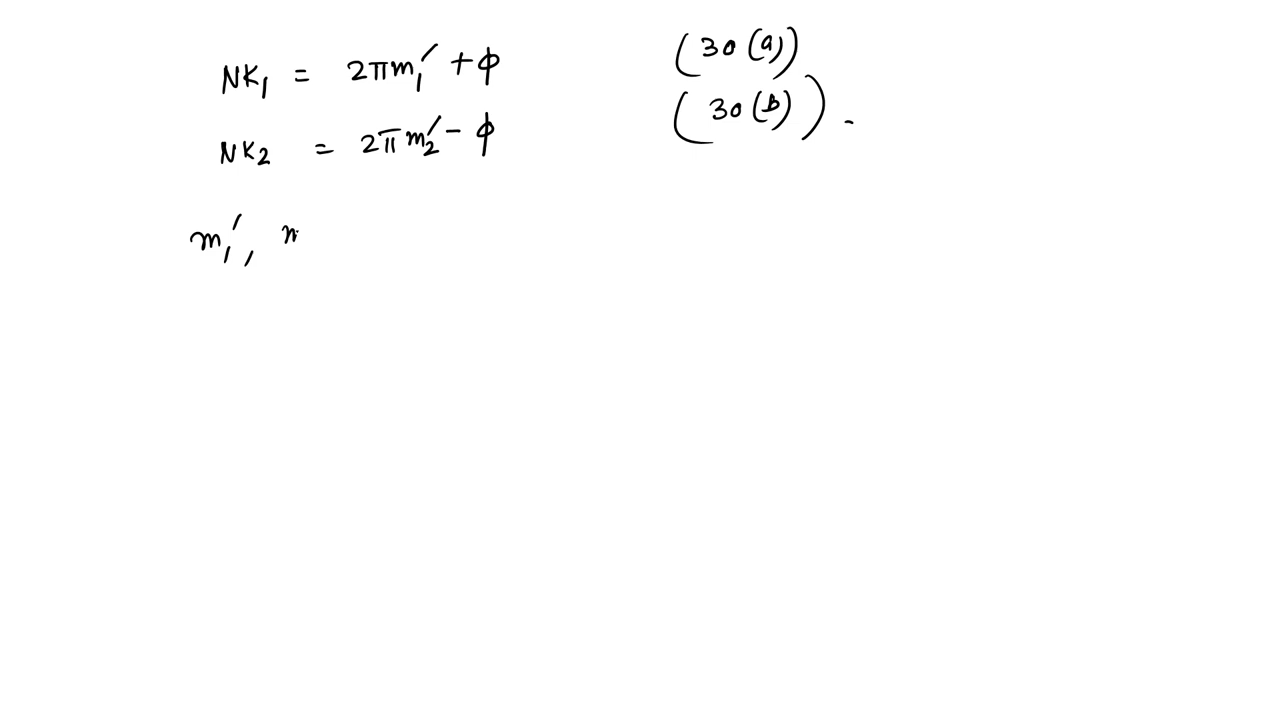 NK₁ = 2πm₁′ + ϕ (30(a))
NK₂ = 2πm₂′ − ϕ (30(b)).
m₁′, n